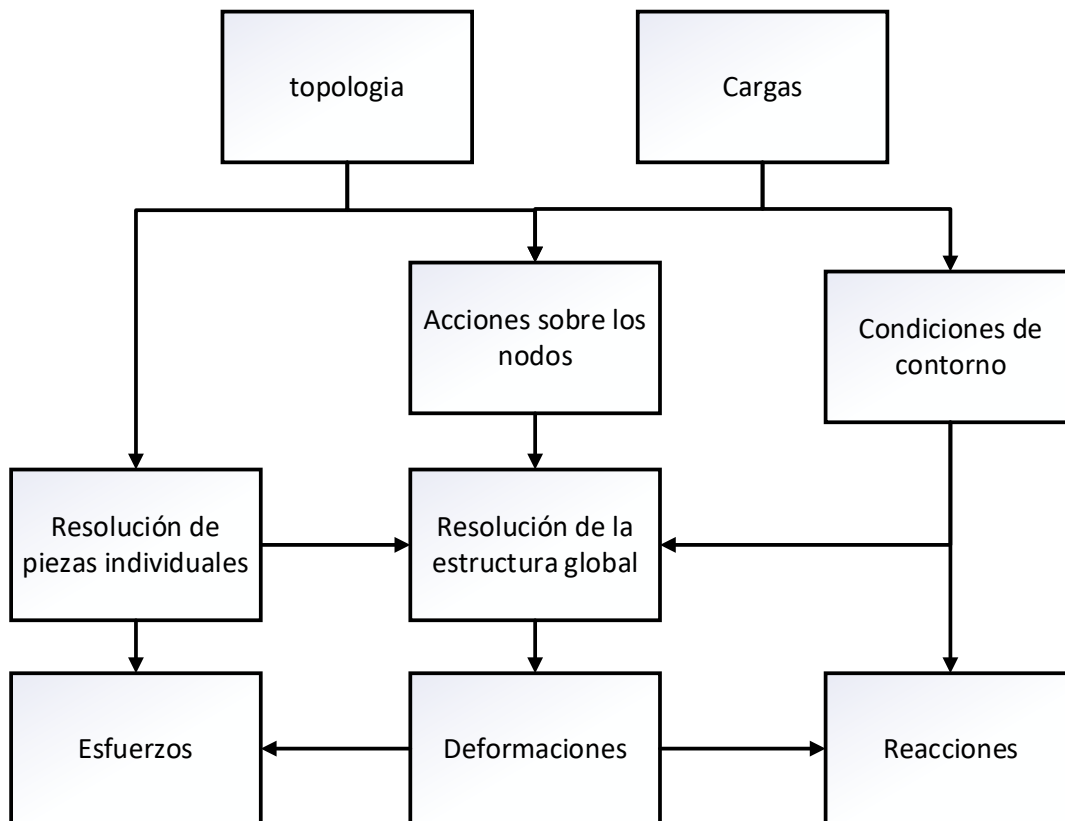 topologia
Cargas
Acciones sobre los
nodos
Condiciones de
contorno
Resolución de
piezas individuales
Resolución de la
estructura global
Esfuerzos
Deformaciones
Reacciones